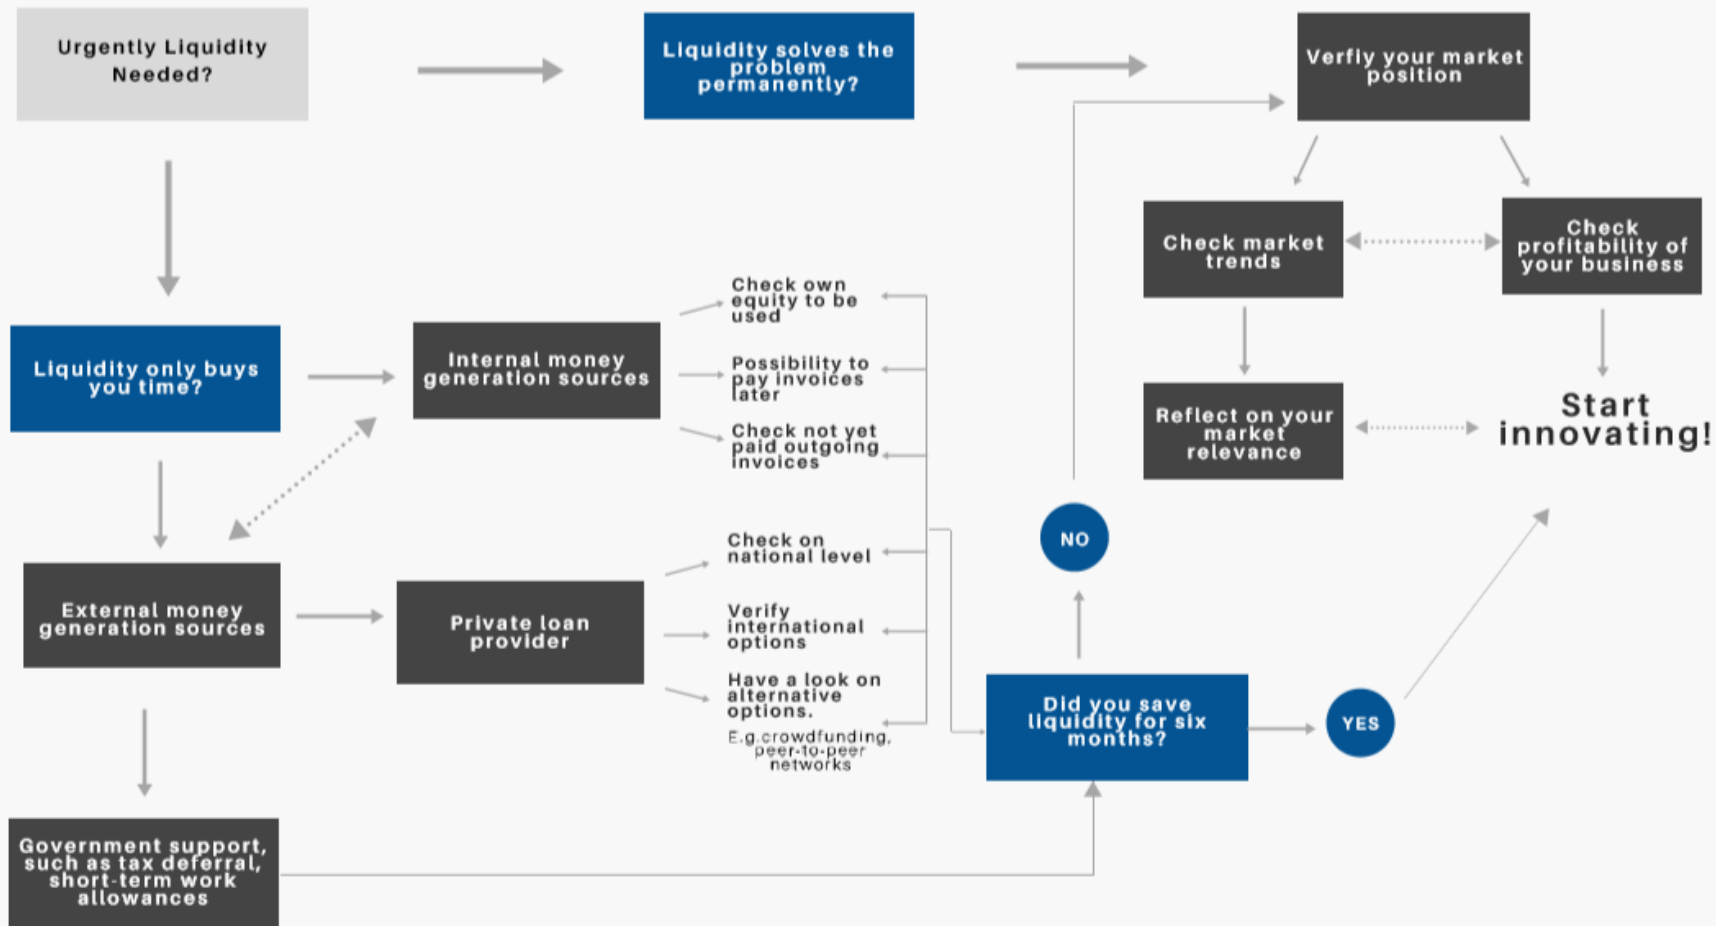 Urgently Liquidity
Needed?
Liquidity solves the
problem
permanently?
Verfiy your market
position
Check market
trends
Check
profitability of
your business
Liquidity only buys
you time?
Internal money
generation sources
Check own
equity to be
used
Possibility to
pay invoices
later
Check not yet
paid outgoing
invoices
Reflect on your
market
relevance
Start
innovating!
External money
generation sources
Private loan
provider
Check on
national level
Verify
international
options
Have a look on
alternative
options.
E.g.crowdfunding,
peer-to-peer
networks
NO
Did you save
liquidity for six
months?
YES
Government support,
such as tax deferral,
short-term work
allowances